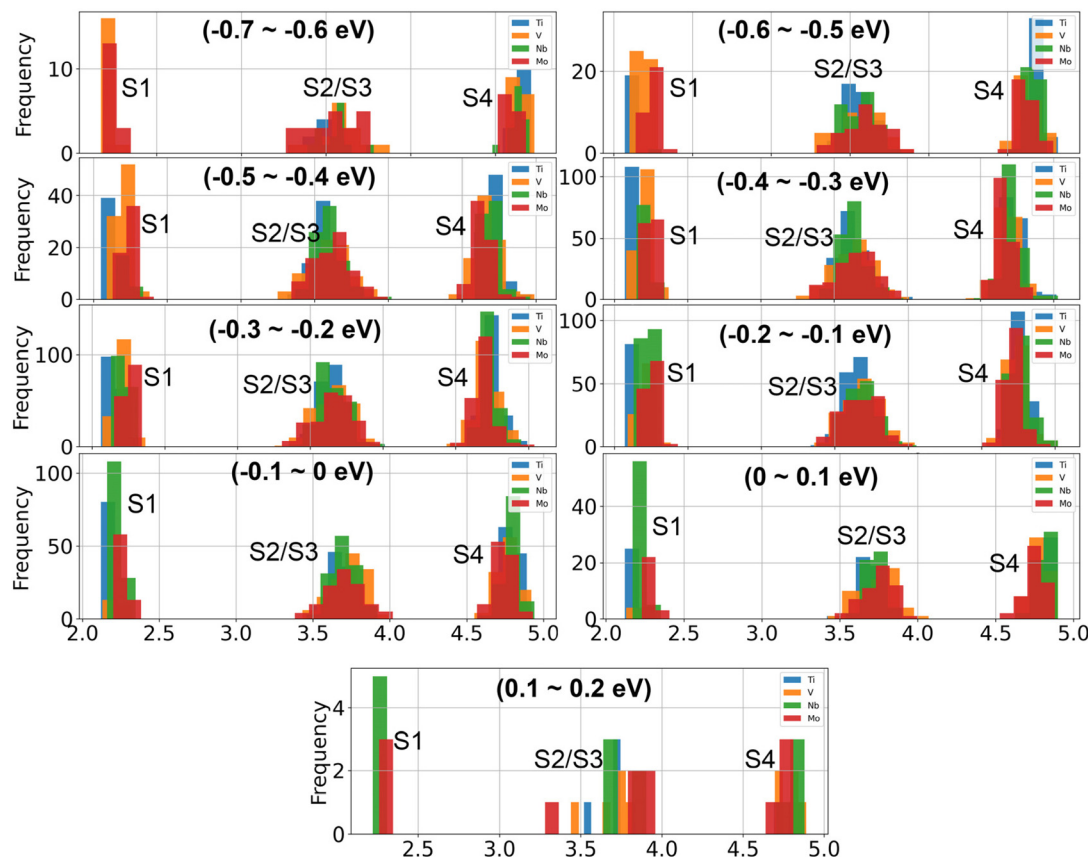 (-0.7 ~ -0.6 eV)
Frequency
10
5
0
S1
S2/S3
S4
Ti
V
Nb
Mo
(-0.6 ~ -0.5 eV)
20
0
S1
S2/S3
S4
Ti
V
Nb
Mo
(-0.5 ~ -0.4 eV)
Frequency
40
20
0
S1
S2/S3
S4
Ti
V
Nb
Mo
(-0.4 ~ -0.3 eV)
100
50
0
S1
S2/S3
S4
Ti
V
Nb
Mo
(-0.3 ~ -0.2 eV)
Frequency
100
0
S1
S2/S3
S4
Ti
V
Nb
Mo
(-0.2 ~ -0.1 eV)
100
50
0
S1
S2/S3
S4
Ti
V
Nb
Mo
(-0.1 ~ 0 eV)
Frequency
100
50
0
S1
S2/S3
S4
Ti
V
Nb
Mo
2.0 2.5 3.0 3.5 4.0 4.5 5.0
(0 ~ 0.1 eV)
40
20
0
S1
S2/S3
S4
Ti
V
Nb
Mo
2.0 2.5 3.0 3.5 4.0 4.5 5.0
(0.1 ~ 0.2 eV)
Frequency
4
2
0
S1
S2/S3
S4
Ti
V
Nb
Mo
2.5 3.0 3.5 4.0 4.5 5.0